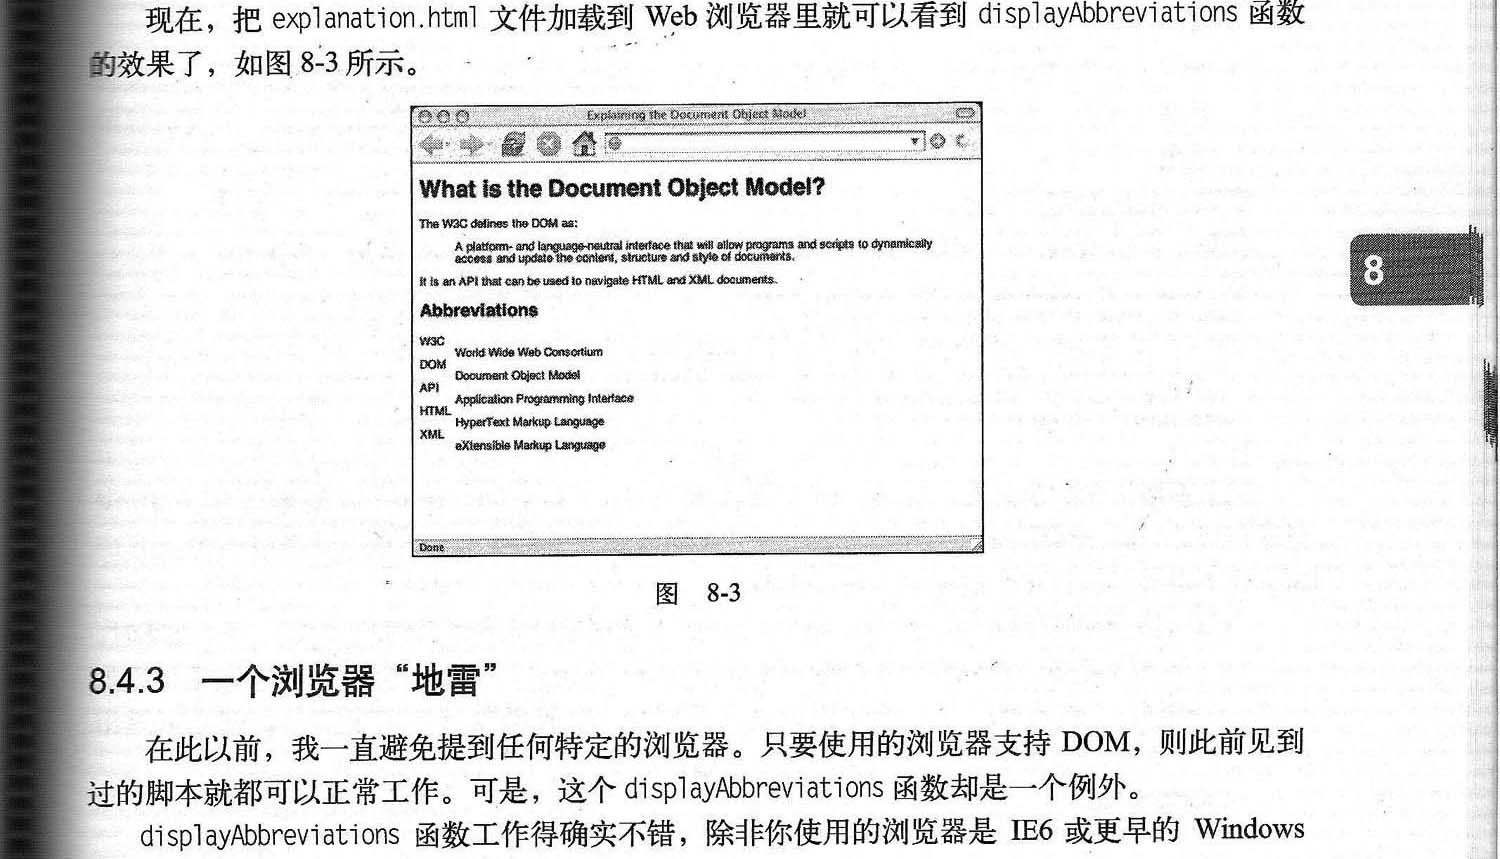 现在，把 explanation.html 文件加载到 Web 浏览器里就可以看到 displayAbbreviations 函数
的效果了，如图 8-3 所示。
Explaining the Document Object Model
What is the Document Object Model?
The W3C defines the DOM as:
A platform- and language-neutral interface that will allow programs and scripts to dynamically
access and update the content, structure and style of documents.
It is an API that can be used to navigate HTML and XML documents.
Abbreviations
W3C
World Wide Web Consortium
DOM
Document Object Model
API
Application Programming Interface
HTML
HyperText Markup Language
XML
eXtensible Markup Language
Done
图 8-3
8
8.4.3 一个浏览器“地雷”
在此以前，我一直避免提到任何特定的浏览器。只要使用的浏览器支持 DOM，则此前见到
过的脚本就都可以正常工作。可是，这个 displayAbbreviations 函数却是一个例外。
displayAbbreviations 函数工作得确实不错，除非你使用的浏览器是 IE6 或更早的 Windows